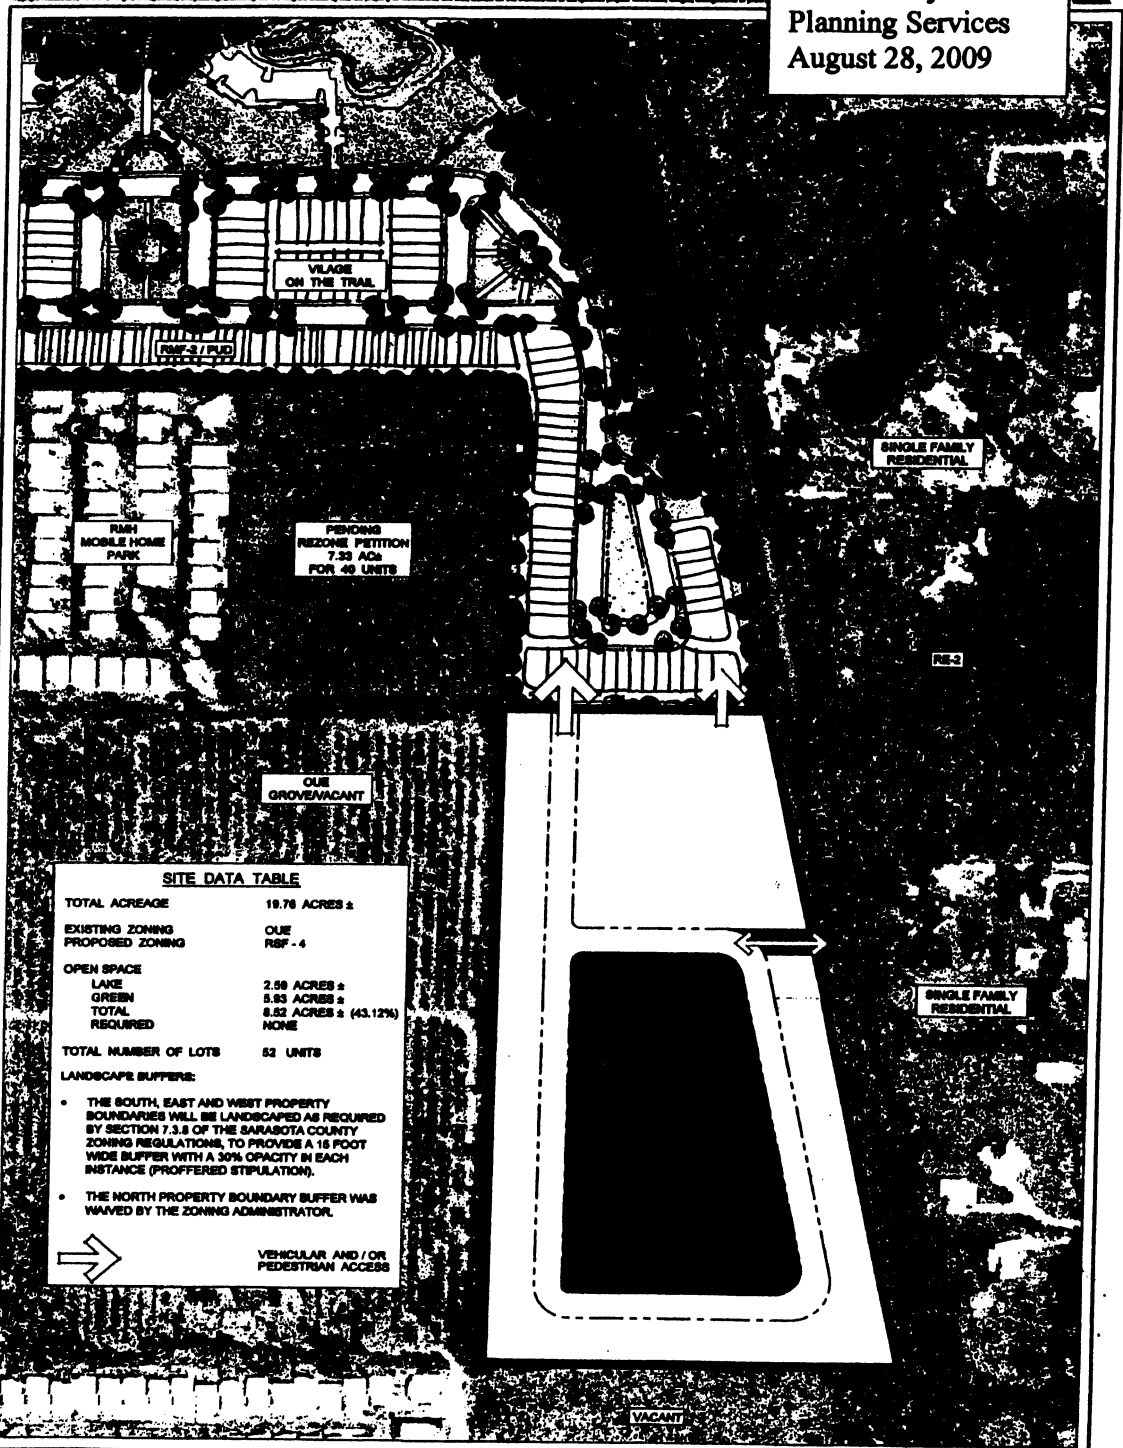 Planning Services
August 28, 2009
VILAGE
ON THE TRAIL
RMF-2 / PUD
SINGLE FAMILY
RESIDENTIAL
RMH
MOBILE HOME
PARK
PENDING
REZONE PETITION
7.33 AC±
FOR 40 UNITS
RE-2
OUE
GROVE/VACANT
SITE DATA TABLE
TOTAL ACREAGE 19.76 ACRES ±
EXISTING ZONING OUE
PROPOSED ZONING RSF - 4
OPEN SPACE
LAKE 2.59 ACRES ±
GREEN 5.93 ACRES ±
TOTAL 8.52 ACRES ± (43.12%)
REQUIRED NONE
TOTAL NUMBER OF LOTS 52 UNITS
LANDSCAPE BUFFERS:
• THE SOUTH, EAST AND WEST PROPERTY
BOUNDARIES WILL BE LANDSCAPED AS REQUIRED
BY SECTION 7.3.8 OF THE SARASOTA COUNTY
ZONING REGULATIONS, TO PROVIDE A 15 FOOT
WIDE BUFFER WITH A 30% OPACITY IN EACH
INSTANCE (PROFFERED STIPULATION).
• THE NORTH PROPERTY BOUNDARY BUFFER WAS
WAIVED BY THE ZONING ADMINISTRATOR.
VEHICULAR AND / OR
PEDESTRIAN ACCESS
SINGLE FAMILY
RESIDENTIAL
VACANT